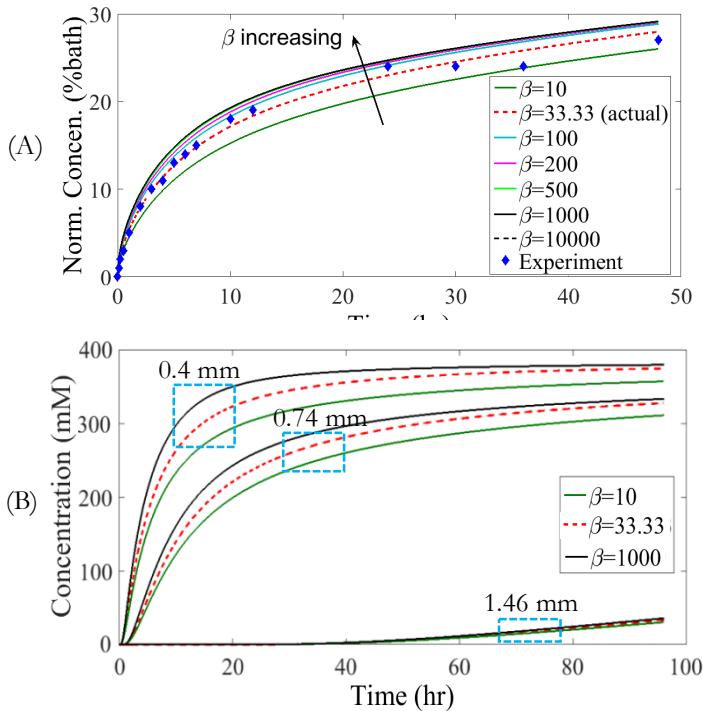 (A)
Norm. Concen. (%bath)
30
20
10
0
β increasing
β=10
β=33.33 (actual)
β=100
β=200
β=500
β=1000
β=10000
Experiment
0 10 20 30 40 50
(B)
Concentration (mM)
400
300
200
100
0
0.4 mm
0.74 mm
1.46 mm
β=10
β=33.33
β=1000
0 20 40 60 80 100
Time (hr)